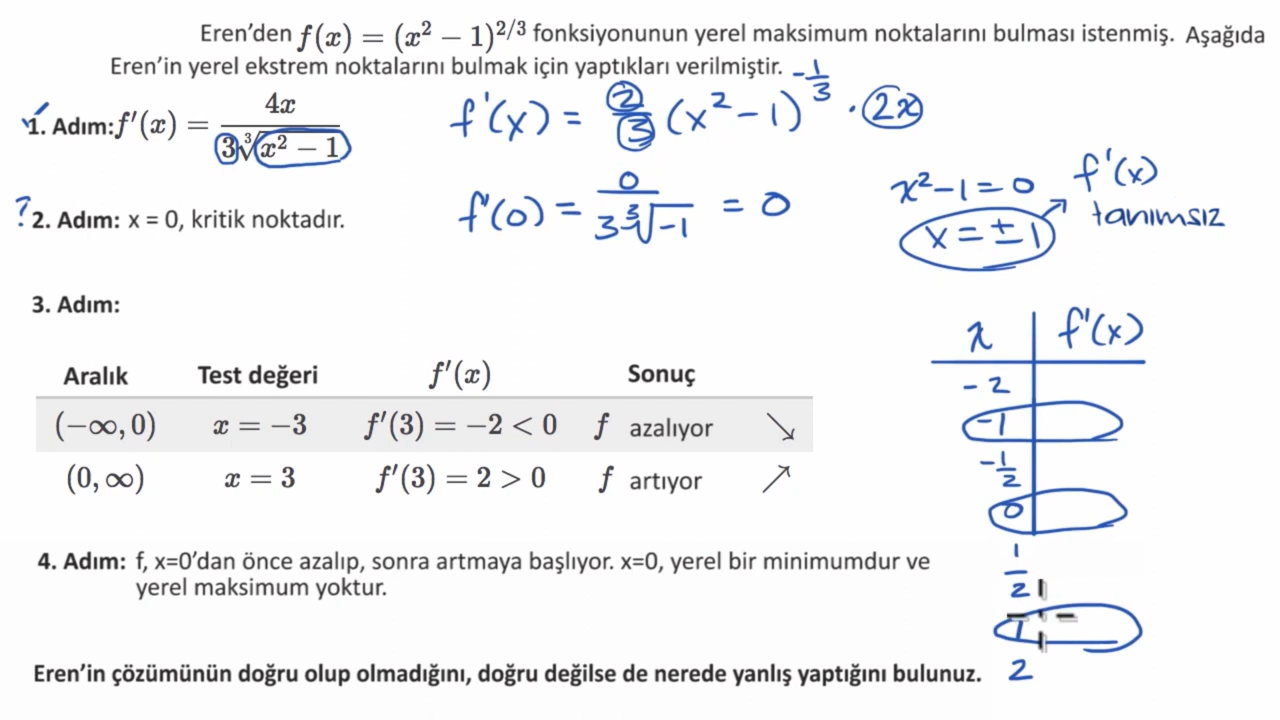 Eren'den f(x) = (x² − 1)^{2/3} fonksiyonunun yerel maksimum noktalarını bulması istenmiş. Aşağıda
Eren'in yerel ekstrem noktalarını bulmak için yaptıkları verilmiştir.
1. Adım: f'(x) = 4x / (3∛(x² − 1))
f'(x) = 2/3 (x² − 1)^{-1/3} · 2x
? 2. Adım: x = 0, kritik noktadır.
f'(0) = 0 / (3∛−1) = 0
x² − 1 = 0
x = ± 1
f'(x)
tanımsız
3. Adım:
Aralık Test değeri f'(x) Sonuç
(−∞, 0) x = −3 f'(3) = −2 < 0 f azalıyor ↘
(0, ∞) x = 3 f'(3) = 2 > 0 f artıyor ↗
x f'(x)
-2
-1
-1/2
0
1/2
1
2
4. Adım: f, x=0'dan önce azalıp, sonra artmaya başlıyor. x=0, yerel bir minimumdur ve
yerel maksimum yoktur.
Eren'in çözümünün doğru olup olmadığını, doğru değilse de nerede yanlış yaptığını bulunuz.